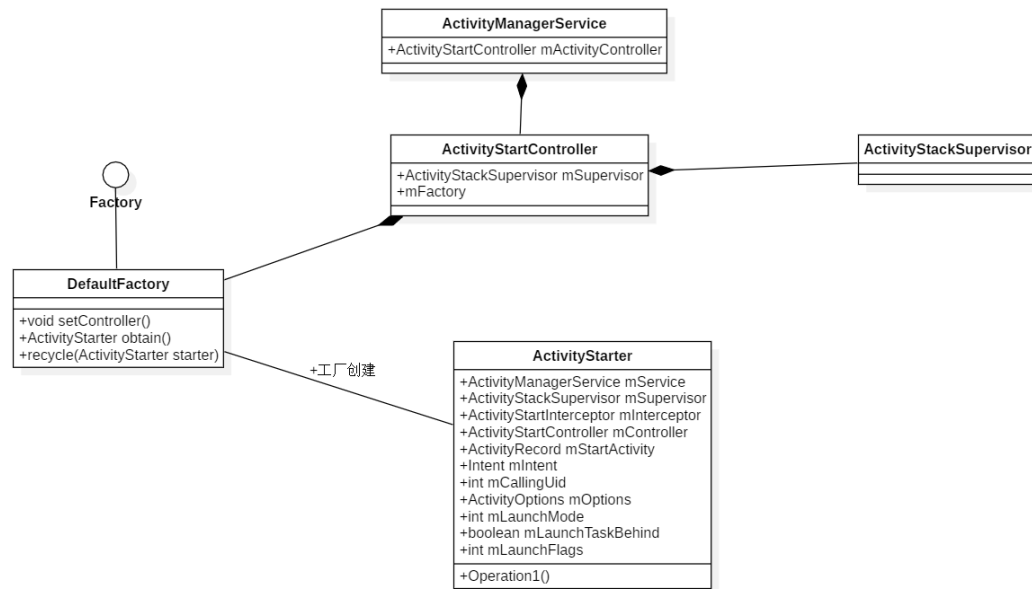 ActivityManagerService
+ActivityStartController mActivityController
ActivityStartController
+ActivityStackSupervisor mSupervisor
+mFactory
ActivityStackSupervisor
Factory
DefaultFactory
+void setController()
+ActivityStarter obtain()
+recycle(ActivityStarter starter)
+工厂创建
ActivityStarter
+ActivityManagerService mService
+ActivityStackSupervisor mSupervisor
+ActivityStartInterceptor mInterceptor
+ActivityStartController mController
+ActivityRecord mStartActivity
+Intent mIntent
+int mCallingUid
+ActivityOptions mOptions
+int mLaunchMode
+boolean mLaunchTaskBehind
+int mLaunchFlags
+Operation1()